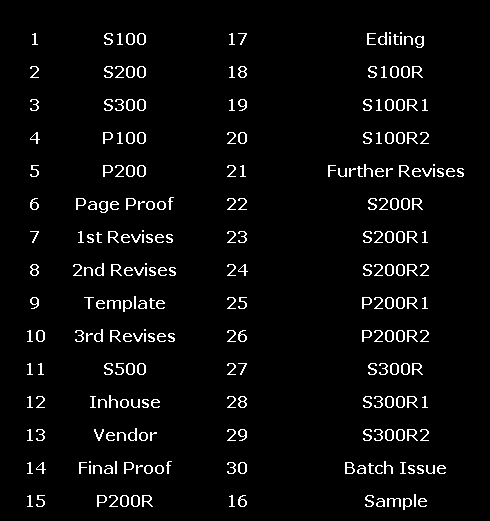 1 S100 17 Editing
2 S200 18 S100R
3 S300 19 S100R1
4 P100 20 S100R2
5 P200 21 Further Revises
6 Page Proof 22 S200R
7 1st Revises 23 S200R1
8 2nd Revises 24 S200R2
9 Template 25 P200R1
10 3rd Revises 26 P200R2
11 S500 27 S300R
12 Inhouse 28 S300R1
13 Vendor 29 S300R2
14 Final Proof 30 Batch Issue
15 P200R 16 Sample